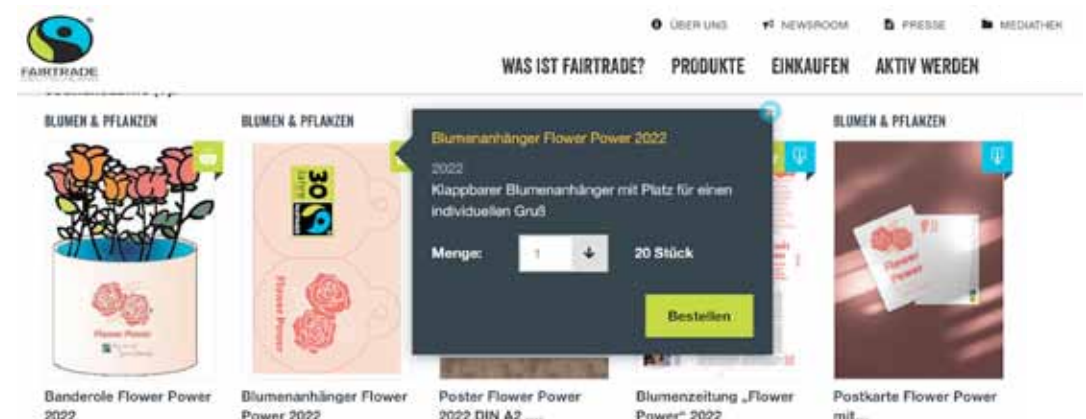 ÜBER UNS NEWSROOM PRESSE MEDIATHEK
FAIRTRADE
WAS IST FAIRTRADE? PRODUKTE EINKAUFEN AKTIV WERDEN
BLUMEN & PFLANZEN
BLUMEN & PFLANZEN
BLUMEN & PFLANZEN
Blumenanhänger Flower Power 2022
2022
Klappbarer Blumenanhänger mit Platz für einen
individuellen Gruß
Menge: 1 20 Stück
Bestellen
30
Jahre
Flower Power
Flower Power
Flower
Power
Banderole Flower Power
2022
Blumenanhänger Flower
Power 2022
Poster Flower Power
2022 DIN A2 ....
Blumenzeitung „Flower
Power“ 2022
Postkarte Flower Power
mit...